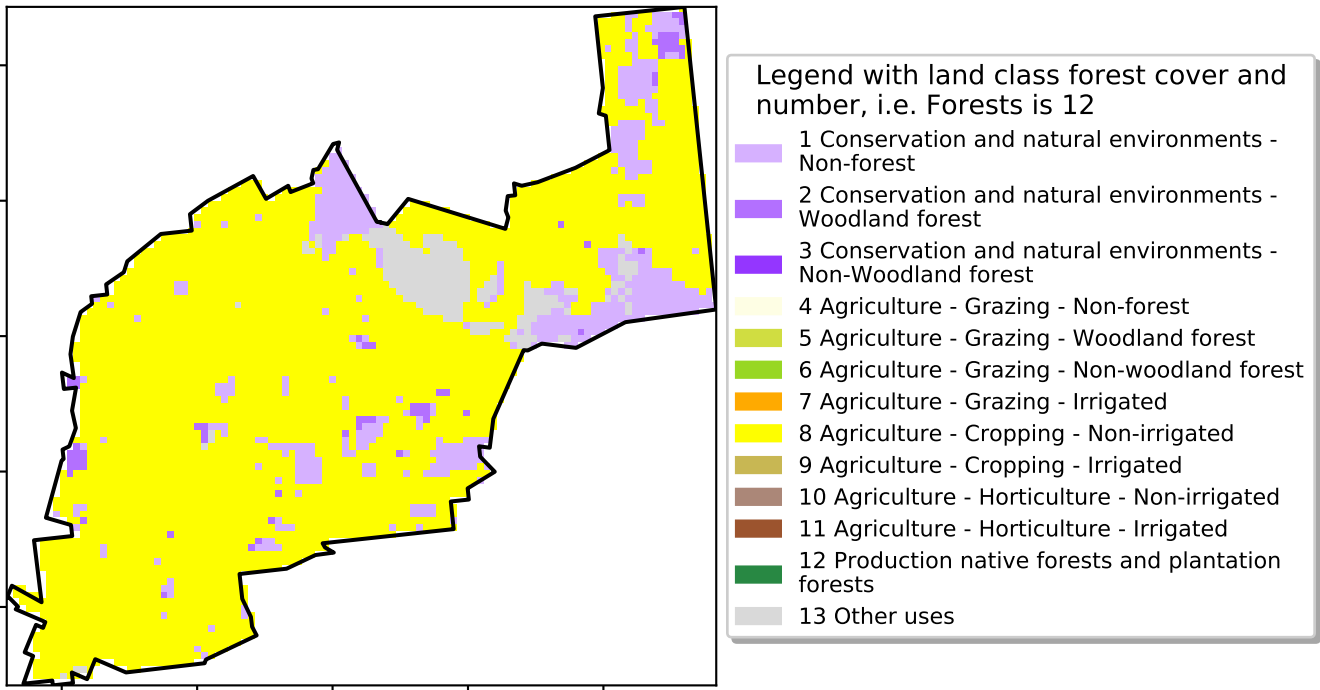 Legend with land class forest cover and
number, i.e. Forests is 12
1 Conservation and natural environments -
Non-forest
2 Conservation and natural environments -
Woodland forest
3 Conservation and natural environments -
Non-Woodland forest
4 Agriculture - Grazing - Non-forest
5 Agriculture - Grazing - Woodland forest
6 Agriculture - Grazing - Non-woodland forest
7 Agriculture - Grazing - Irrigated
8 Agriculture - Cropping - Non-irrigated
9 Agriculture - Cropping - Irrigated
10 Agriculture - Horticulture - Non-irrigated
11 Agriculture - Horticulture - Irrigated
12 Production native forests and plantation
forests
13 Other uses